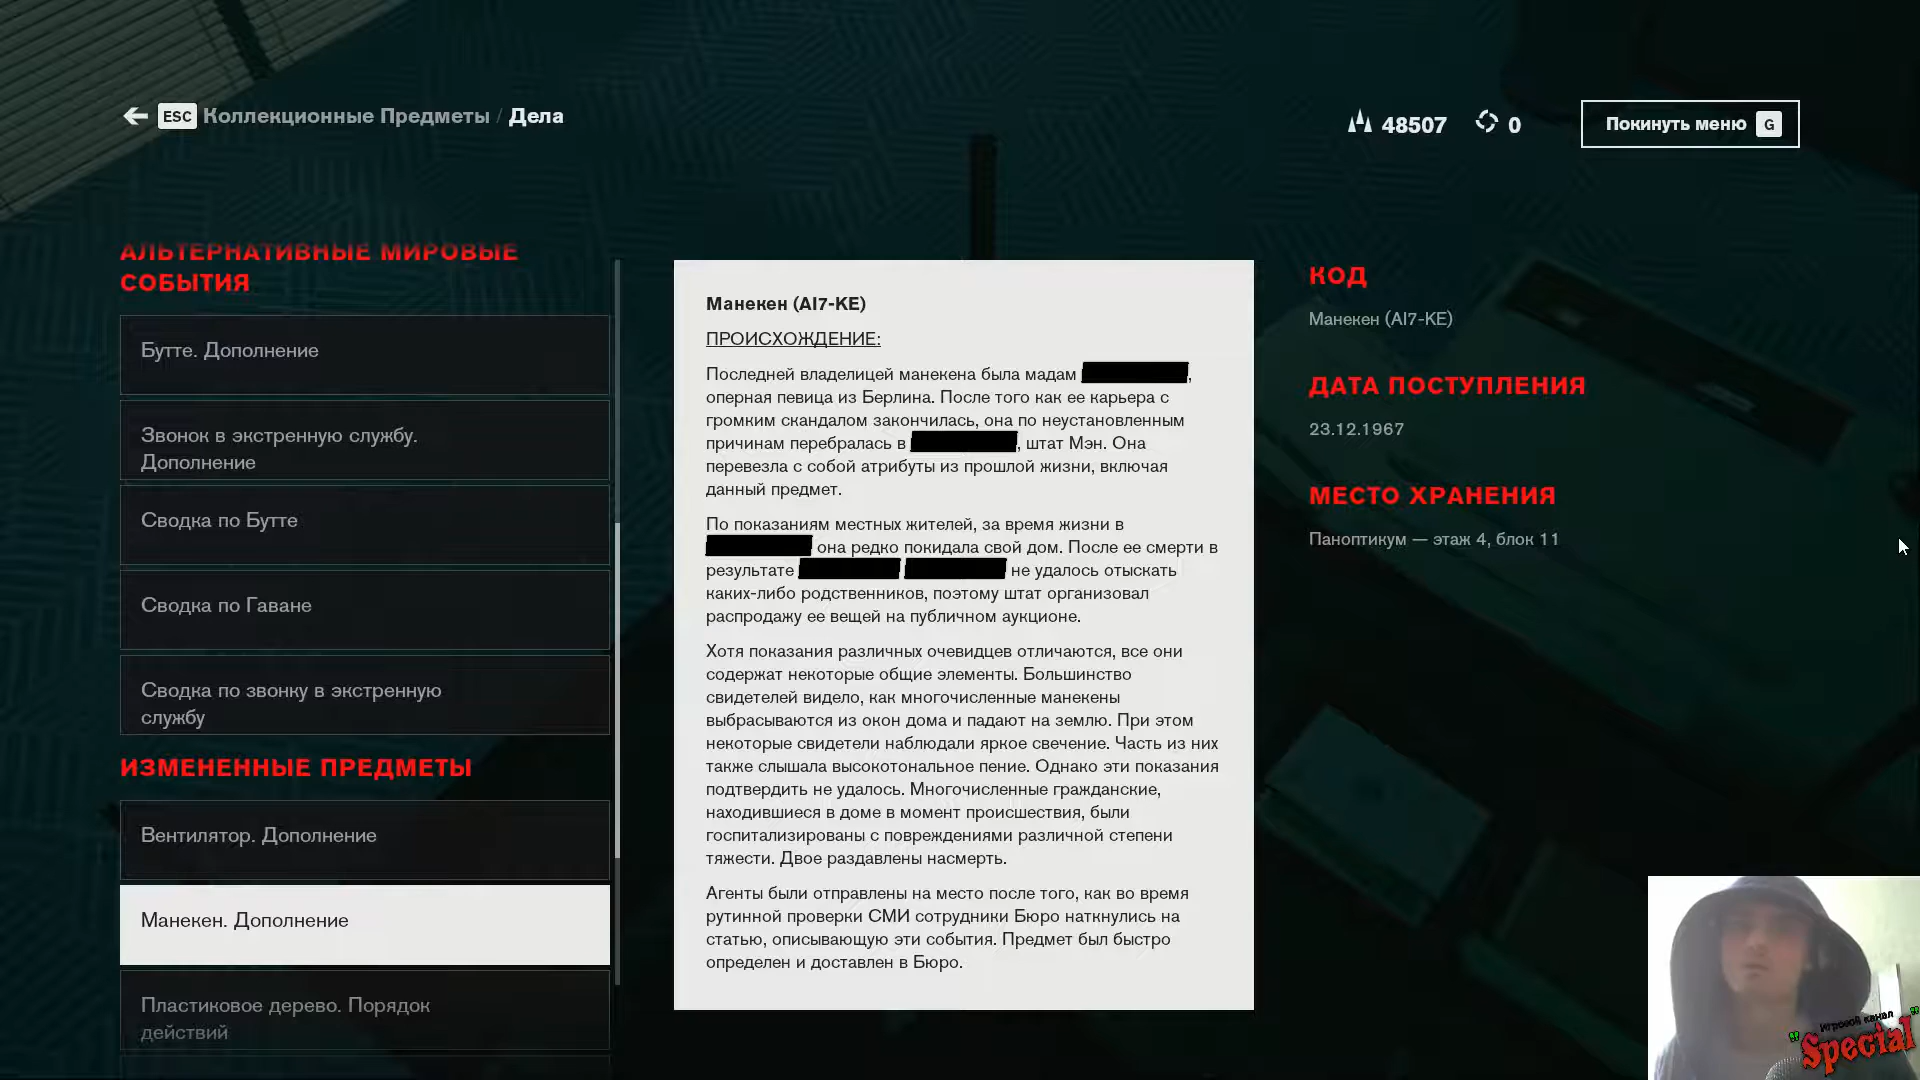 ESC Коллекционные Предметы / Дела
48507
0
Покинуть меню G
АЛЬТЕРНАТИВНЫЕ МИРОВЫЕ
СОБЫТИЯ
Бутте. Дополнение
Звонок в экстренную службу.
Дополнение
Сводка по Бутте
Сводка по Гаване
Сводка по звонку в экстренную
службу
ИЗМЕНЕННЫЕ ПРЕДМЕТЫ
Вентилятор. Дополнение
Манекен. Дополнение
Пластиковое дерево. Порядок
действий
Манекен (AI7-KE)
ПРОИСХОЖДЕНИЕ:
Последней владелицей манекена была мадам ,
оперная певица из Берлина. После того как ее карьера с
громким скандалом закончилась, она по неустановленным
причинам перебралась в , штат Мэн. Она
перевезла с собой атрибуты из прошлой жизни, включая
данный предмет.
По показаниям местных жителей, за время жизни в
она редко покидала свой дом. После ее смерти в
результате не удалось отыскать
каких-либо родственников, поэтому штат организовал
распродажу ее вещей на публичном аукционе.
Хотя показания различных очевидцев отличаются, все они
содержат некоторые общие элементы. Большинство
свидетелей видело, как многочисленные манекены
выбрасываются из окон дома и падают на землю. При этом
некоторые свидетели наблюдали яркое свечение. Часть из них
также слышала высокотональное пение. Однако эти показания
подтвердить не удалось. Многочисленные гражданские,
находившиеся в доме в момент происшествия, были
госпитализированы с повреждениями различной степени
тяжести. Двое раздавлены насмерть.
Агенты были отправлены на место после того, как во время
рутинной проверки СМИ сотрудники Бюро наткнулись на
статью, описывающую эти события. Предмет был быстро
определен и доставлен в Бюро.
КОД
Манекен (AI7-KE)
ДАТА ПОСТУПЛЕНИЯ
23.12.1967
МЕСТО ХРАНЕНИЯ
Паноптикум — этаж 4, блок 11
Игровой канал
"Special"